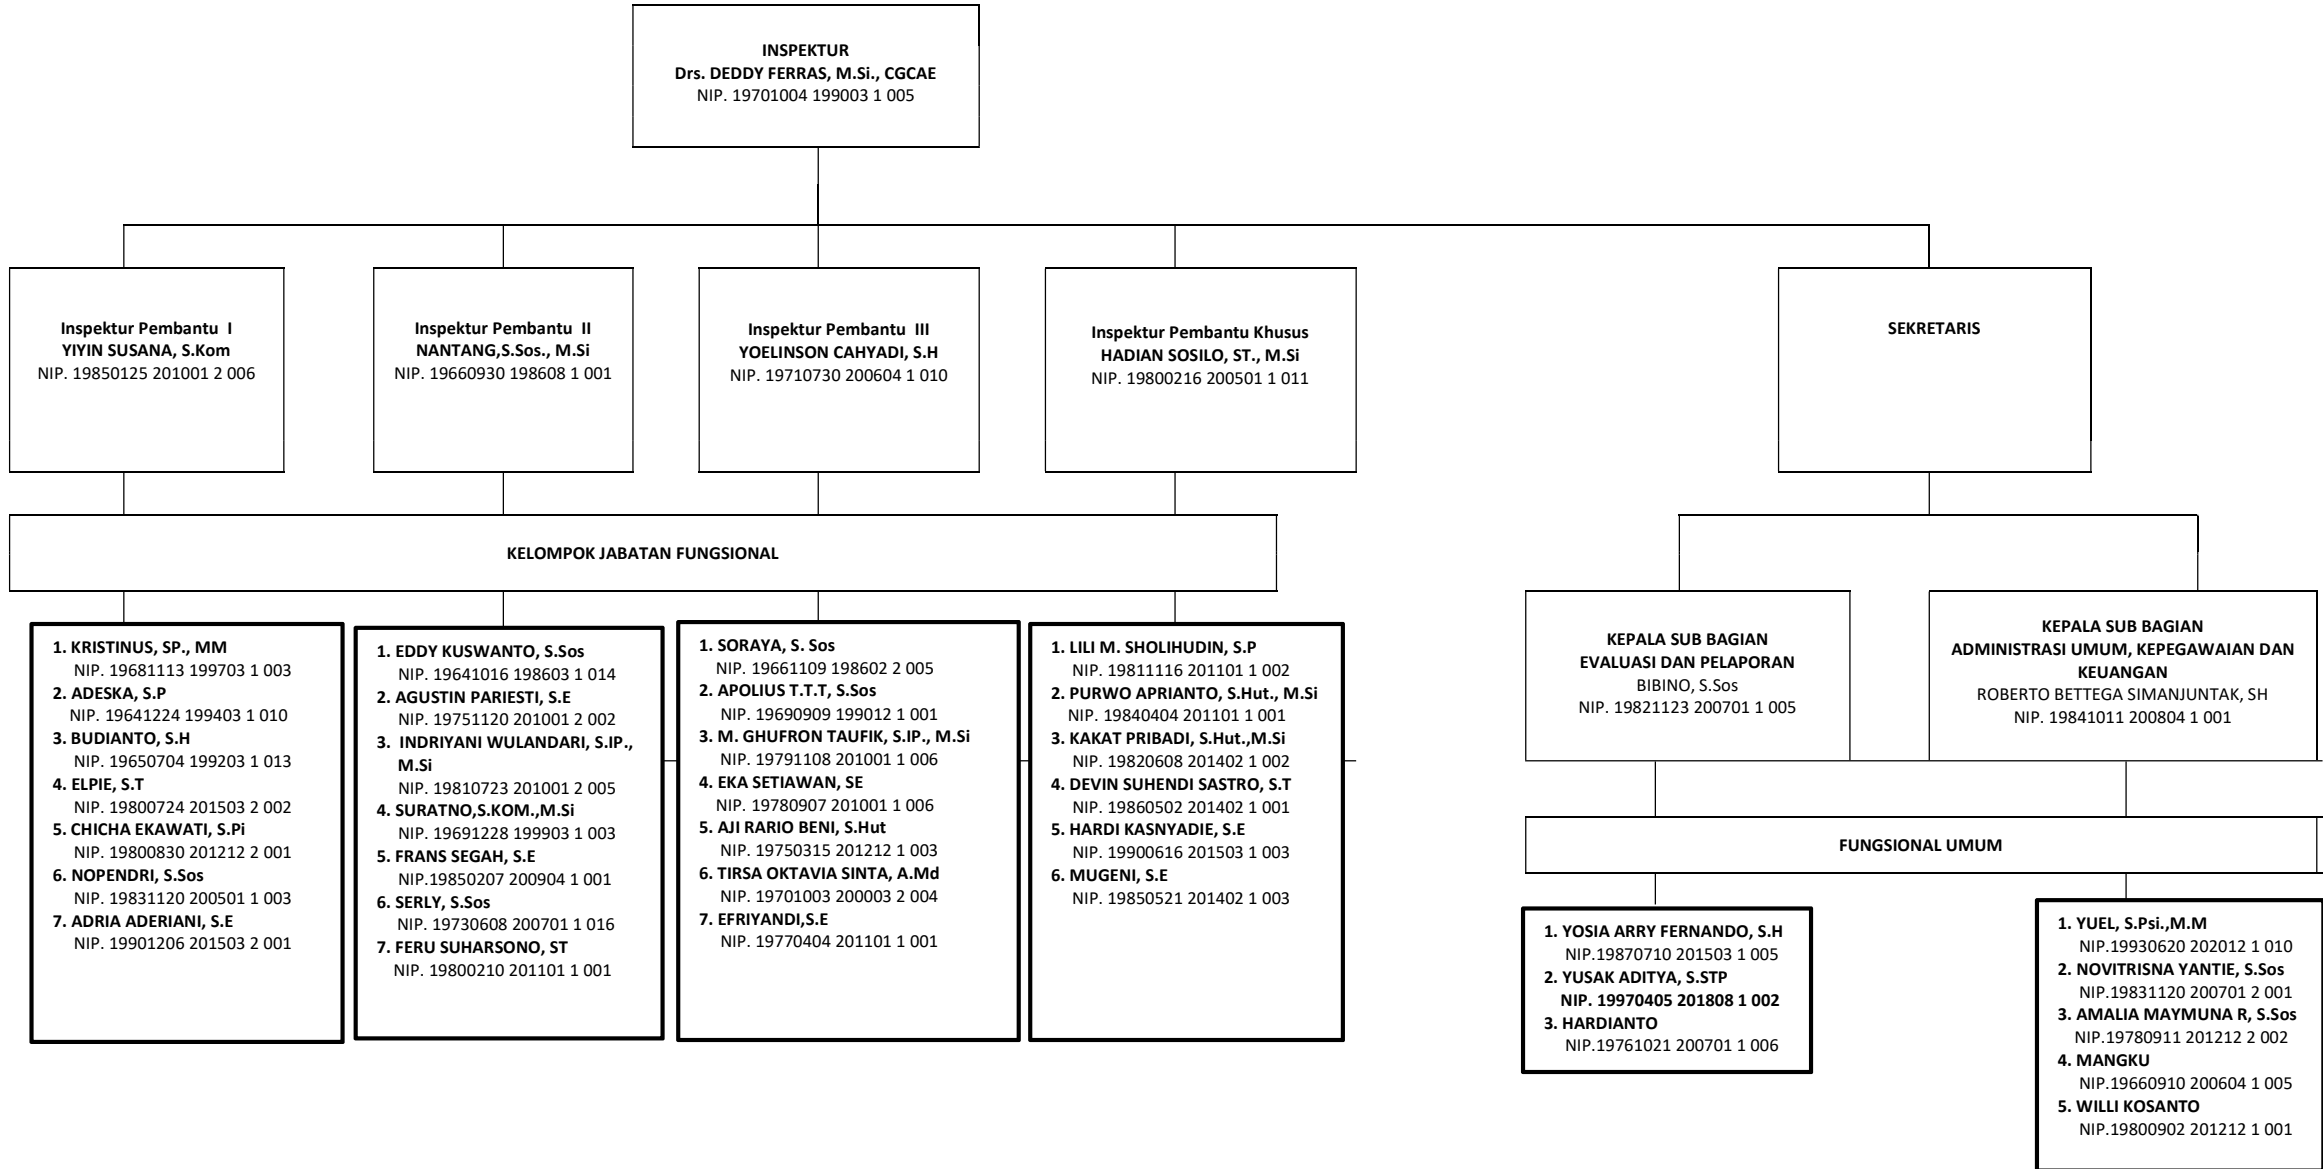 INSPEKTUR
Drs. DEDDY FERRAS, M.Si., CGCAE
NIP. 19701004 199003 1 005
Inspektur Pembantu  I
YIYIN SUSANA, S.Kom
NIP. 19850125 201001 2 006
Inspektur Pembantu  II
NANTANG,S.Sos., M.Si
NIP. 19660930 198608 1 001
Inspektur Pembantu  III
YOELINSON CAHYADI, S.H
NIP. 19710730 200604 1 010
Inspektur Pembantu Khusus
HADIAN SOSILO, ST., M.Si
NIP. 19800216 200501 1 011
SEKRETARIS
KELOMPOK JABATAN FUNGSIONAL
1. KRISTINUS, SP., MM
NIP. 19681113 199703 1 003
2. ADESKA, S.P
NIP. 19641224 199403 1 010
3. BUDIANTO, S.H
NIP. 19650704 199203 1 013
4. ELPIE, S.T
NIP. 19800724 201503 2 002
5. CHICHA EKAWATI, S.Pi
NIP. 19800830 201212 2 001
6. NOPENDRI, S.Sos
NIP. 19831120 200501 1 003
7. ADRIA ADERIANI, S.E
NIP. 19901206 201503 2 001
1. EDDY KUSWANTO, S.Sos
NIP. 19641016 198603 1 014
2. AGUSTIN PARIESTI, S.E
NIP. 19751120 201001 2 002
3.  INDRIYANI WULANDARI, S.IP.,
M.Si
NIP. 19810723 201001 2 005
4. SURATNO,S.KOM.,M.Si
NIP. 19691228 199903 1 003
5. FRANS SEGAH, S.E
NIP.19850207 200904 1 001
6. SERLY, S.Sos
NIP. 19730608 200701 1 016
7. FERU SUHARSONO, ST
NIP. 19800210 201101 1 001
1. SORAYA, S. Sos
NIP. 19661109 198602 2 005
2. APOLIUS T.T.T, S.Sos
NIP. 19690909 199012 1 001
3. M. GHUFRON TAUFIK, S.IP., M.Si
NIP. 19791108 201001 1 006
4. EKA SETIAWAN, SE
NIP. 19780907 201001 1 006
5. AJI RARIO BENI, S.Hut
NIP. 19750315 201212 1 003
6. TIRSA OKTAVIA SINTA, A.Md
NIP. 19701003 200003 2 004
7. EFRIYANDI,S.E
NIP. 19770404 201101 1 001
1. LILI M. SHOLIHUDIN, S.P
NIP. 19811116 201101 1 002
2. PURWO APRIANTO, S.Hut., M.Si
NIP. 19840404 201101 1 001
3. KAKAT PRIBADI, S.Hut.,M.Si
NIP. 19820608 201402 1 002
4. DEVIN SUHENDI SASTRO, S.T
NIP. 19860502 201402 1 001
5. HARDI KASNYADIE, S.E
NIP. 19900616 201503 1 003
6. MUGENI, S.E
NIP. 19850521 201402 1 003
KEPALA SUB BAGIAN
EVALUASI DAN PELAPORAN
BIBINO, S.Sos
NIP. 19821123 200701 1 005
KEPALA SUB BAGIAN
ADMINISTRASI UMUM, KEPEGAWAIAN DAN
KEUANGAN
ROBERTO BETTEGA SIMANJUNTAK, SH
NIP. 19841011 200804 1 001
FUNGSIONAL UMUM
1. YOSIA ARRY FERNANDO, S.H
NIP.19870710 201503 1 005
2. YUSAK ADITYA, S.STP
NIP. 19970405 201808 1 002
3. HARDIANTO
NIP.19761021 200701 1 006
1. YUEL, S.Psi.,M.M
NIP.19930620 202012 1 010
2. NOVITRISNA YANTIE, S.Sos
NIP.19831120 200701 2 001
3. AMALIA MAYMUNA R, S.Sos
NIP.19780911 201212 2 002
4. MANGKU
NIP.19660910 200604 1 005
5. WILLI KOSANTO
NIP.19800902 201212 1 001